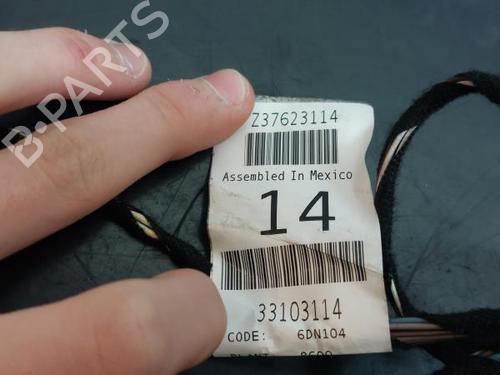 B-PARTS
Z37623114
Assembled In Mexico
14
33103114
CODE: 6DN104